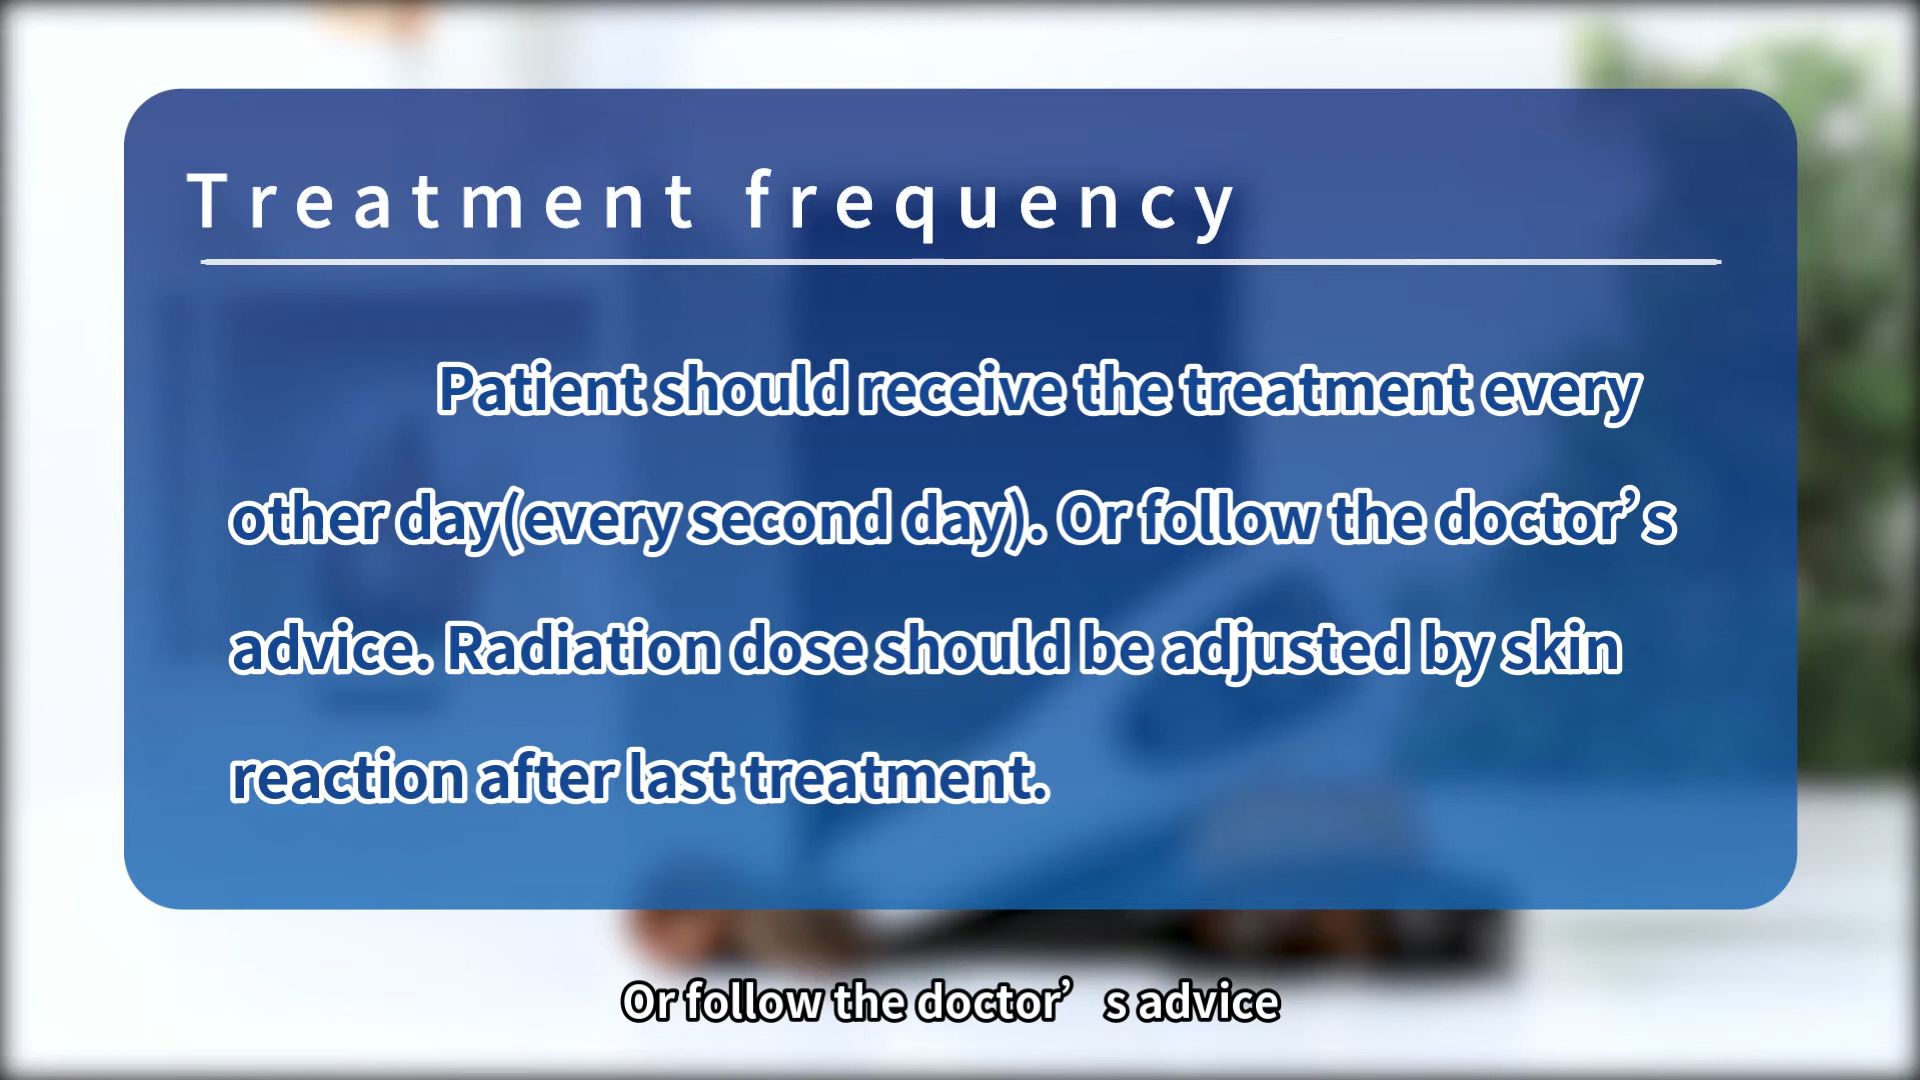 Treatment frequency
Patient should receive the treatment every
other day(every second day). Or follow the doctor’s
advice. Radiation dose should be adjusted by skin
reaction after last treatment.
Or follow the doctor’ s advice